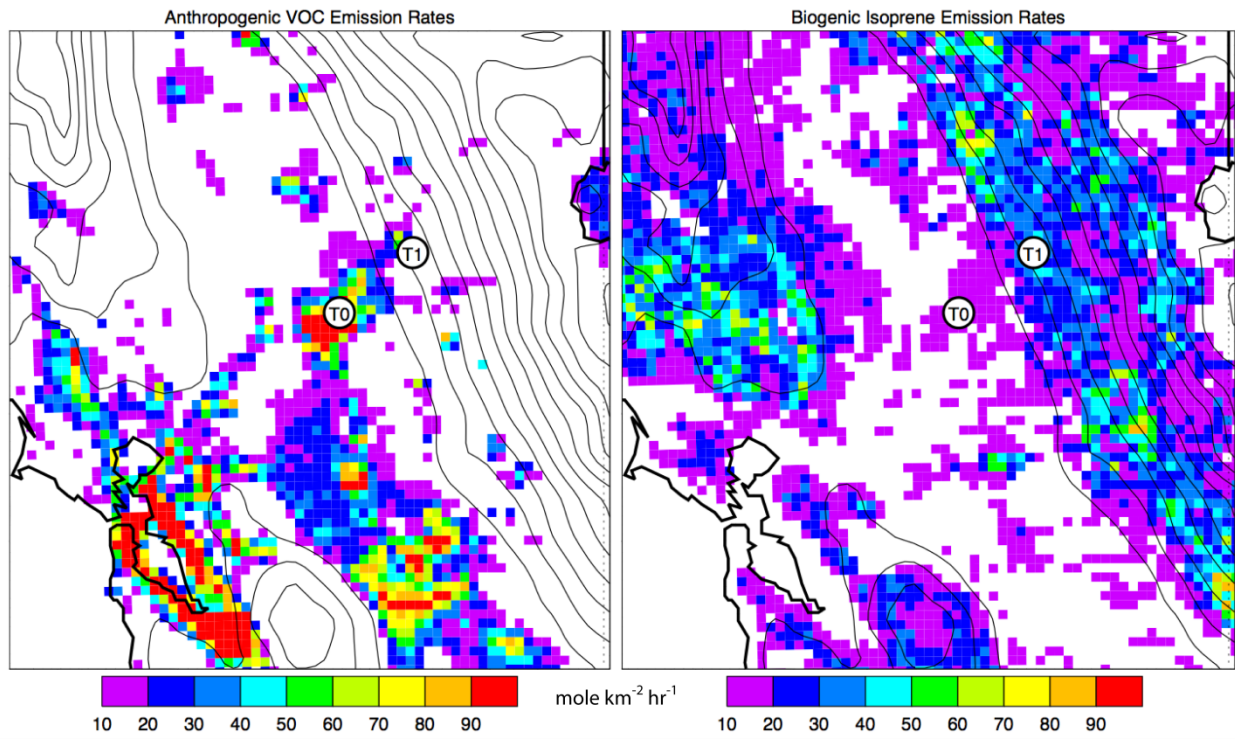 Anthropogenic VOC Emission Rates
Biogenic Isoprene Emission Rates
T1
T0
T1
T0
10 20 30 40 50 60 70 80 90
mole km⁻² hr⁻¹
10 20 30 40 50 60 70 80 90